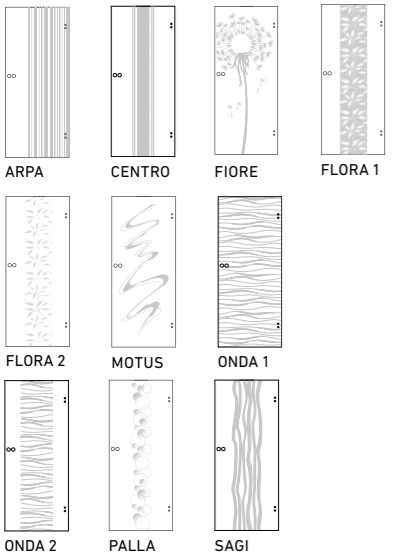 ARPA
CENTRO
FIORE
FLORA 1
FLORA 2
MOTUS
ONDA 1
ONDA 2
PALLA
SAGI